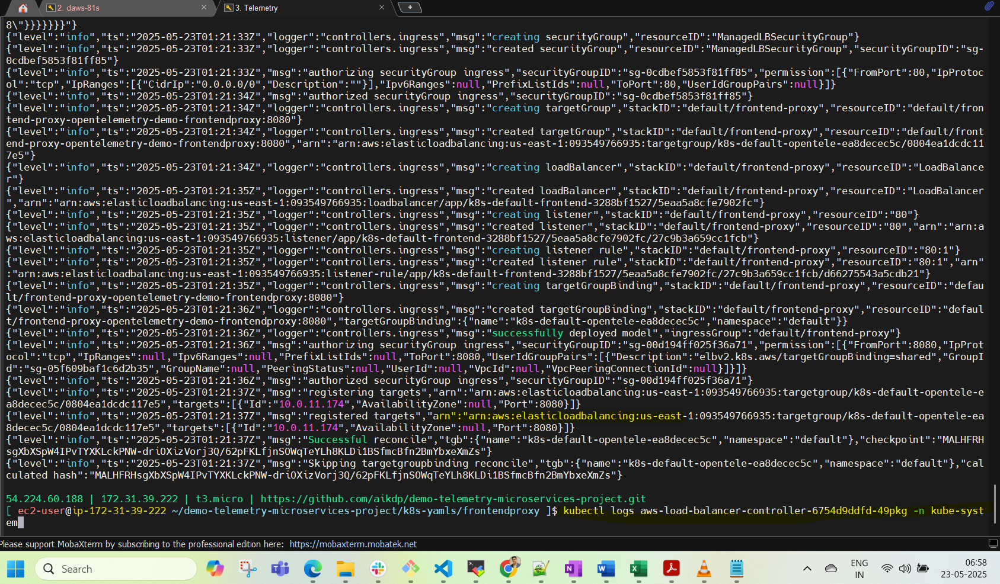 2. daws-81s
3. Telemetry
8\"}}}}}}}"}
{"level":"info","ts":"2025-05-23T01:21:33Z","logger":"controllers.ingress","msg":"creating securityGroup","resourceID":"ManagedLBSecurityGroup"}
{"level":"info","ts":"2025-05-23T01:21:33Z","logger":"controllers.ingress","msg":"created securityGroup","resourceID":"ManagedLBSecurityGroup","securityGroupID":"sg-
0cdbef5853f81ff85"}
{"level":"info","ts":"2025-05-23T01:21:33Z","msg":"authorizing securityGroup ingress","securityGroupID":"sg-0cdbef5853f81ff85","permission":[{"FromPort":80,"IpProtoc
ol":"tcp","IpRanges":[{"CidrIp":"0.0.0.0/0","Description":""}],"Ipv6Ranges":null,"PrefixListIds":null,"ToPort":80,"UserIdGroupPairs":null}]}
{"level":"info","ts":"2025-05-23T01:21:34Z","msg":"authorized securityGroup ingress","securityGroupID":"sg-0cdbef5853f81ff85"}
{"level":"info","ts":"2025-05-23T01:21:34Z","logger":"controllers.ingress","msg":"creating targetGroup","stackID":"default/frontend-proxy","resourceID":"default/fron
tend-proxy-opentelemetry-demo-frontendproxy:8080"}
{"level":"info","ts":"2025-05-23T01:21:34Z","logger":"controllers.ingress","msg":"created targetGroup","stackID":"default/frontend-proxy","resourceID":"default/front
end-proxy-opentelemetry-demo-frontendproxy:8080","arn":"arn:aws:elasticloadbalancing:us-east-1:093549766935:targetgroup/k8s-default-opentele-ea8decec5c/0804ea1dcdc11
7e5"}
{"level":"info","ts":"2025-05-23T01:21:34Z","logger":"controllers.ingress","msg":"creating loadBalancer","stackID":"default/frontend-proxy","resourceID":"LoadBalance
r"}
{"level":"info","ts":"2025-05-23T01:21:35Z","logger":"controllers.ingress","msg":"created loadBalancer","stackID":"default/frontend-proxy","resourceID":"LoadBalancer
","arn":"arn:aws:elasticloadbalancing:us-east-1:093549766935:loadbalancer/app/k8s-default-frontend-3288bf1527/5eaa5a8cfe7902fc"}
{"level":"info","ts":"2025-05-23T01:21:35Z","logger":"controllers.ingress","msg":"creating listener","stackID":"default/frontend-proxy","resourceID":"80"}
{"level":"info","ts":"2025-05-23T01:21:35Z","logger":"controllers.ingress","msg":"created listener","stackID":"default/frontend-proxy","resourceID":"80","arn":"arn:a
ws:elasticloadbalancing:us-east-1:093549766935:listener/app/k8s-default-frontend-3288bf1527/5eaa5a8cfe7902fc/27c9b3a659cc1fcb"}
{"level":"info","ts":"2025-05-23T01:21:35Z","logger":"controllers.ingress","msg":"creating listener rule","stackID":"default/frontend-proxy","resourceID":"80:1"}
{"level":"info","ts":"2025-05-23T01:21:35Z","logger":"controllers.ingress","msg":"created listener rule","stackID":"default/frontend-proxy","resourceID":"80:1","arn"
:"arn:aws:elasticloadbalancing:us-east-1:093549766935:listener-rule/app/k8s-default-frontend-3288bf1527/5eaa5a8cfe7902fc/27c9b3a659cc1fcb/d66275543a5cdb21"}
{"level":"info","ts":"2025-05-23T01:21:35Z","logger":"controllers.ingress","msg":"creating targetGroupBinding","stackID":"default/frontend-proxy","resourceID":"defau
lt/frontend-proxy-opentelemetry-demo-frontendproxy:8080"}
{"level":"info","ts":"2025-05-23T01:21:36Z","logger":"controllers.ingress","msg":"created targetGroupBinding","stackID":"default/frontend-proxy","resourceID":"defaul
t/frontend-proxy-opentelemetry-demo-frontendproxy:8080","targetGroupBinding":{"name":"k8s-default-opentele-ea8decec5c","namespace":"default"}}
{"level":"info","ts":"2025-05-23T01:21:36Z","logger":"controllers.ingress","msg":"successfully deployed model","ingressGroup":"default/frontend-proxy"}
{"level":"info","ts":"2025-05-23T01:21:36Z","msg":"authorizing securityGroup ingress","securityGroupID":"sg-00d194ff025f36a71","permission":[{"FromPort":8080,"IpProt
ocol":"tcp","IpRanges":null,"Ipv6Ranges":null,"PrefixListIds":null,"ToPort":8080,"UserIdGroupPairs":[{"Description":"elbv2.k8s.aws/targetGroupBinding=shared","GroupI
d":"sg-05f609baf1c6d2b35","GroupName":null,"PeeringStatus":null,"UserId":null,"VpcId":null,"VpcPeeringConnectionId":null}]}]}
{"level":"info","ts":"2025-05-23T01:21:36Z","msg":"authorized securityGroup ingress","securityGroupID":"sg-00d194ff025f36a71"}
{"level":"info","ts":"2025-05-23T01:21:37Z","msg":"registering targets","arn":"arn:aws:elasticloadbalancing:us-east-1:093549766935:targetgroup/k8s-default-opentele-e
a8decec5c/0804ea1dcdc117e5","targets":[{"Id":"10.0.11.174","AvailabilityZone":null,"Port":8080}]}
{"level":"info","ts":"2025-05-23T01:21:37Z","msg":"registered targets","arn":"arn:aws:elasticloadbalancing:us-east-1:093549766935:targetgroup/k8s-default-opentele-ea
8decec5c/0804ea1dcdc117e5","targets":[{"Id":"10.0.11.174","AvailabilityZone":null,"Port":8080}]}
{"level":"info","ts":"2025-05-23T01:21:37Z","msg":"Successful reconcile","tgb":{"name":"k8s-default-opentele-ea8decec5c","namespace":"default"},"checkpoint":"MALHFRH
sgXbXSpW4IPvTYXKLckPNW-driOXizVorj3Q/62pFKLfjnSOWqTeYLh8KLDi1BSfmcBfn2BmYbxeXmZs"}
{"level":"info","ts":"2025-05-23T01:21:37Z","msg":"Skipping targetgroupbinding reconcile","tgb":{"name":"k8s-default-opentele-ea8decec5c","namespace":"default"},"cal
culated hash":"MALHFRHsgXbXSpW4IPvTYXKLckPNW-driOXizVorj3Q/62pFKLfjnSOWqTeYLh8KLDi1BSfmcBfn2BmYbxeXmZs"}
54.224.60.188 | 172.31.39.222 | t3.micro | https://github.com/aikdp/demo-telemetry-microservices-project.git
[ ec2-user@ip-172-31-39-222 ~/demo-telemetry-microservices-project/k8s-yamls/frontendproxy ]$ kubectl logs aws-load-balancer-controller-6754d9ddfd-49pkg -n kube-syst
em
Please support MobaXterm by subscribing to the professional edition here: https://mobaxterm.mobatek.net
Search
ENG
IN
06:58
23-05-2025